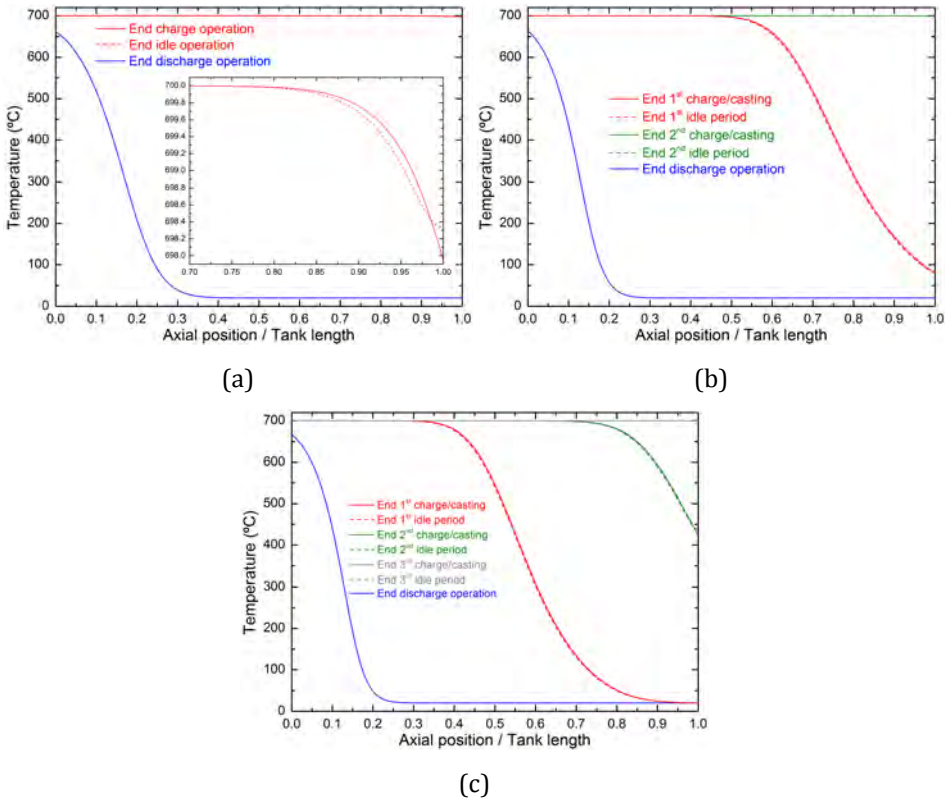 700
600
500
400
300
200
100
0
Temperature (ºC)
End charge operation
End idle operation
End discharge operation
700.0
699.8
699.6
699.4
699.2
699.0
698.8
698.6
698.4
698.2
698.0
0.70 0.75 0.80 0.85 0.90 0.95 1.00
0.0 0.1 0.2 0.3 0.4 0.5 0.6 0.7 0.8 0.9 1.0
Axial position / Tank length
(a)
700
600
500
400
300
200
100
0
Temperature (ºC)
End 1st charge/casting
End 1st idle period
End 2nd charge/casting
End 2nd idle period
End discharge operation
0.0 0.1 0.2 0.3 0.4 0.5 0.6 0.7 0.8 0.9 1.0
Axial position / Tank length
(b)
700
600
500
400
300
200
100
0
Temperature (ºC)
End 1st charge/casting
End 1st idle period
End 2nd charge/casting
End 2nd idle period
End 3rd charge/casting
End 3rd idle period
End discharge operation
0.0 0.1 0.2 0.3 0.4 0.5 0.6 0.7 0.8 0.9 1.0
Axial position / Tank length
(c)